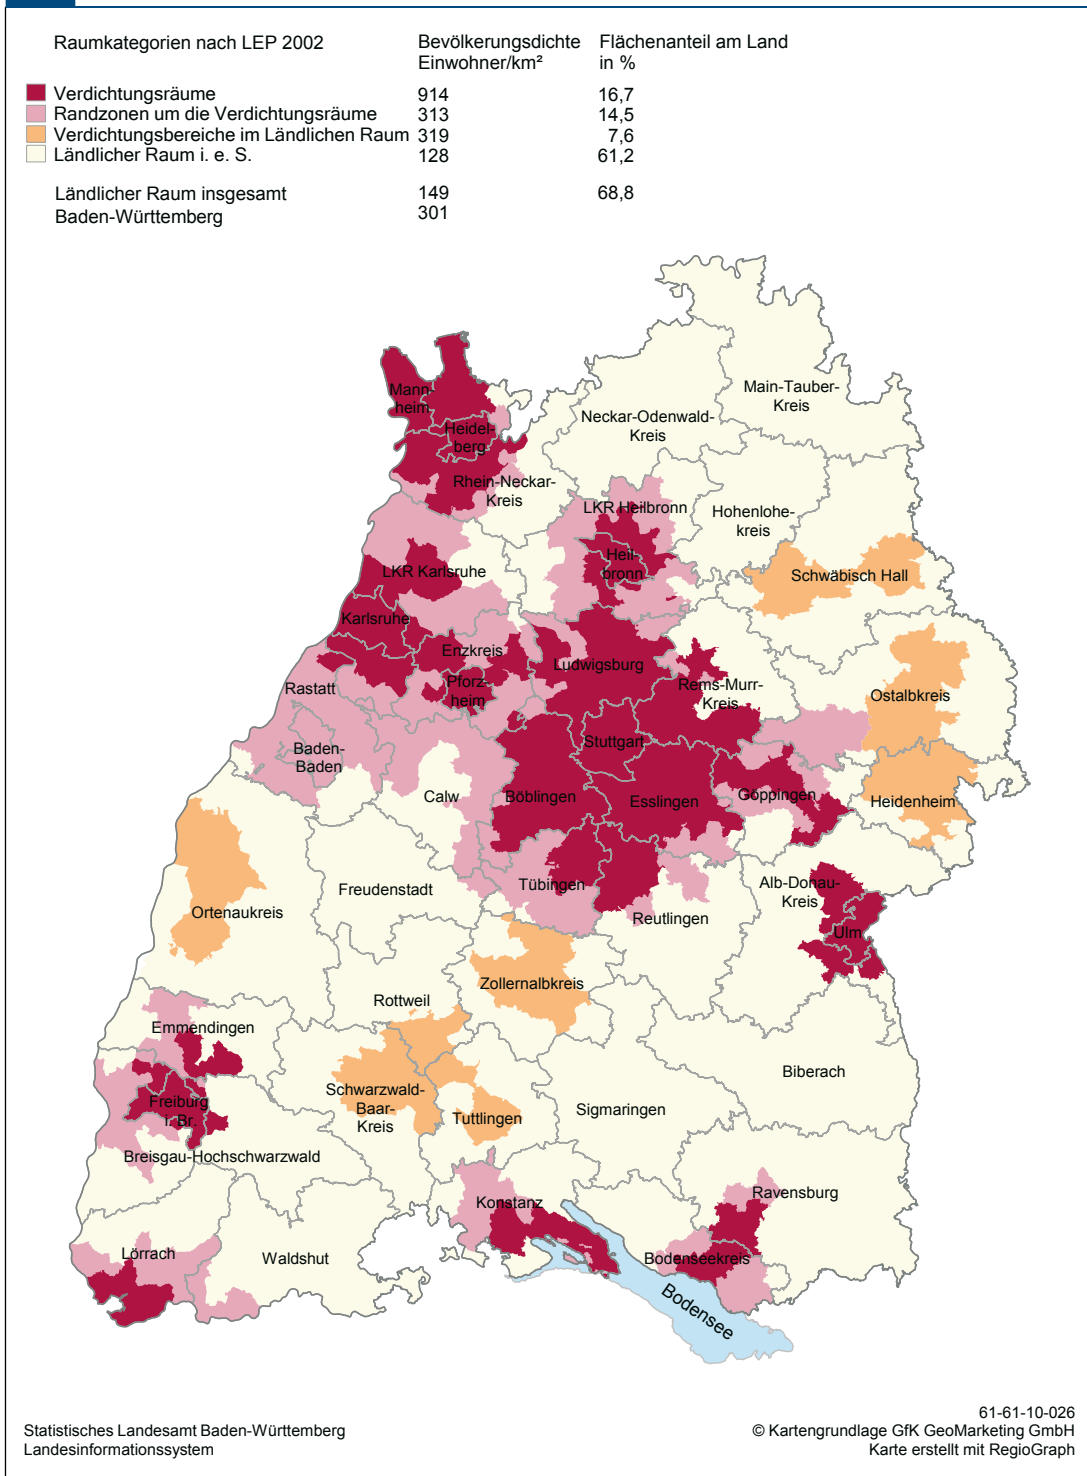 Raumkategorien nach LEP 2002 Bevölkerungsdichte Flächenanteil am Land
Einwohner/km² in %
Verdichtungsräume 914 16,7
Randzonen um die Verdichtungsräume 313 14,5
Verdichtungsbereiche im Ländlichen Raum 319 7,6
Ländlicher Raum i. e. S. 128 61,2
Ländlicher Raum insgesamt 149 68,8
Baden-Württemberg 301
Mann-
heim
Heidel-
berg
Rhein-Neckar-
Kreis
Neckar-Odenwald-
Kreis
Main-Tauber-
Kreis
LKR Heilbronn
Heil-
bronn
Hohenlohe-
kreis
Schwäbisch Hall
LKR Karlsruhe
Karlsruhe
Enzkreis
Pforz-
heim
Ludwigsburg
Rems-Murr-
Kreis
Ostalbkreis
Rastatt
Baden-
Baden
Stuttgart
Calw
Böblingen
Esslingen
Göppingen
Heidenheim
Freudenstadt
Tübingen
Reutlingen
Alb-Donau-
Kreis
Ulm
Ortenaukreis
Zollernalbkreis
Rottweil
Emmendingen
Freiburg
i. Br.
Schwarzwald-
Baar-
Kreis
Tuttlingen
Sigmaringen
Biberach
Breisgau-Hochschwarzwald
Konstanz
Ravensburg
Bodenseekreis
Lörrach
Waldshut
Bodensee
61-61-10-026
Statistisches Landesamt Baden-Württemberg © Kartengrundlage GfK GeoMarketing GmbH
Landesinformationssystem Karte erstellt mit RegioGraph